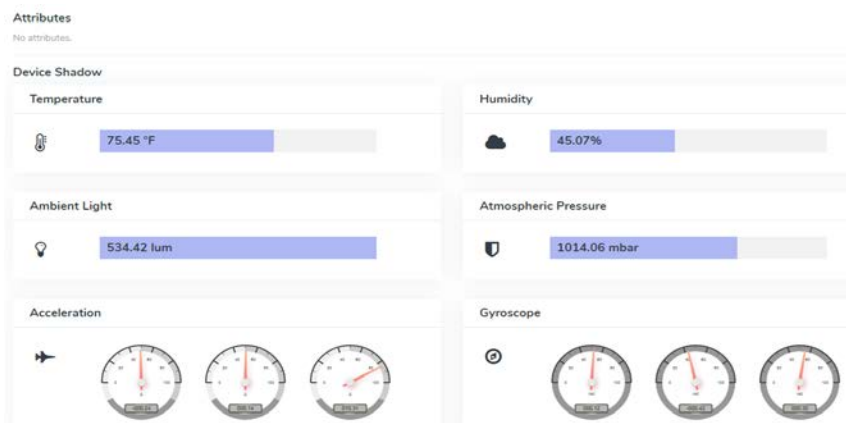 Attributes
No attributes.
Device Shadow
Temperature
75.45 °F
Humidity
45.07%
Ambient Light
534.42 lum
Atmospheric Pressure
1014.06 mbar
Acceleration
Gyroscope